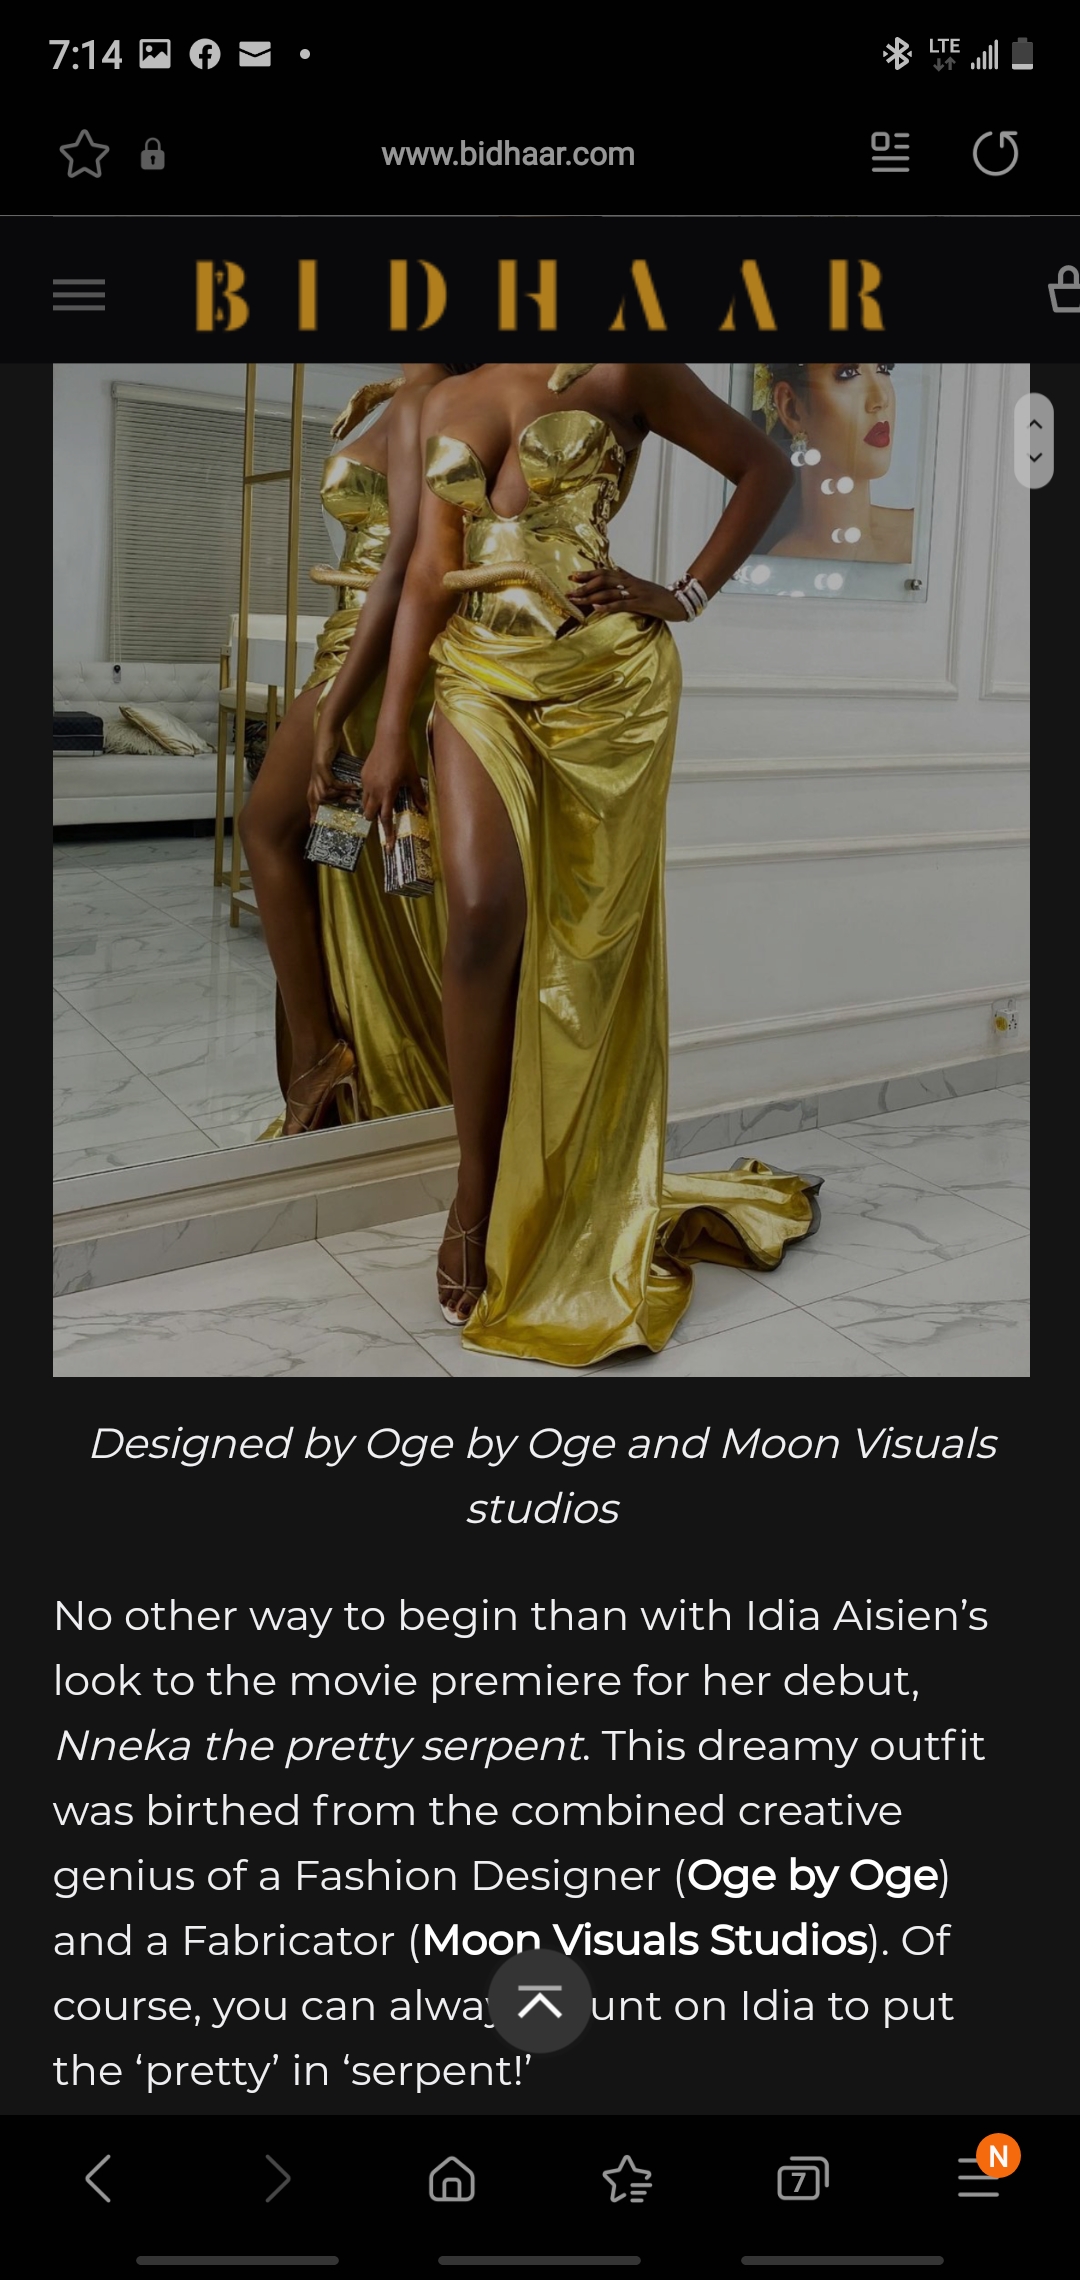 7:14
LTE
www.bidhaar.com
BIDHAAR
Designed by Oge by Oge and Moon Visuals
studios
No other way to begin than with Idia Aisien’s
look to the movie premiere for her debut,
Nneka the pretty serpent. This dreamy outfit
was birthed from the combined creative
genius of a Fashion Designer (Oge by Oge)
and a Fabricator (Moon Visuals Studios). Of
course, you can unt on Idia to put
the ‘pretty’ in ‘serpent!’
7
N